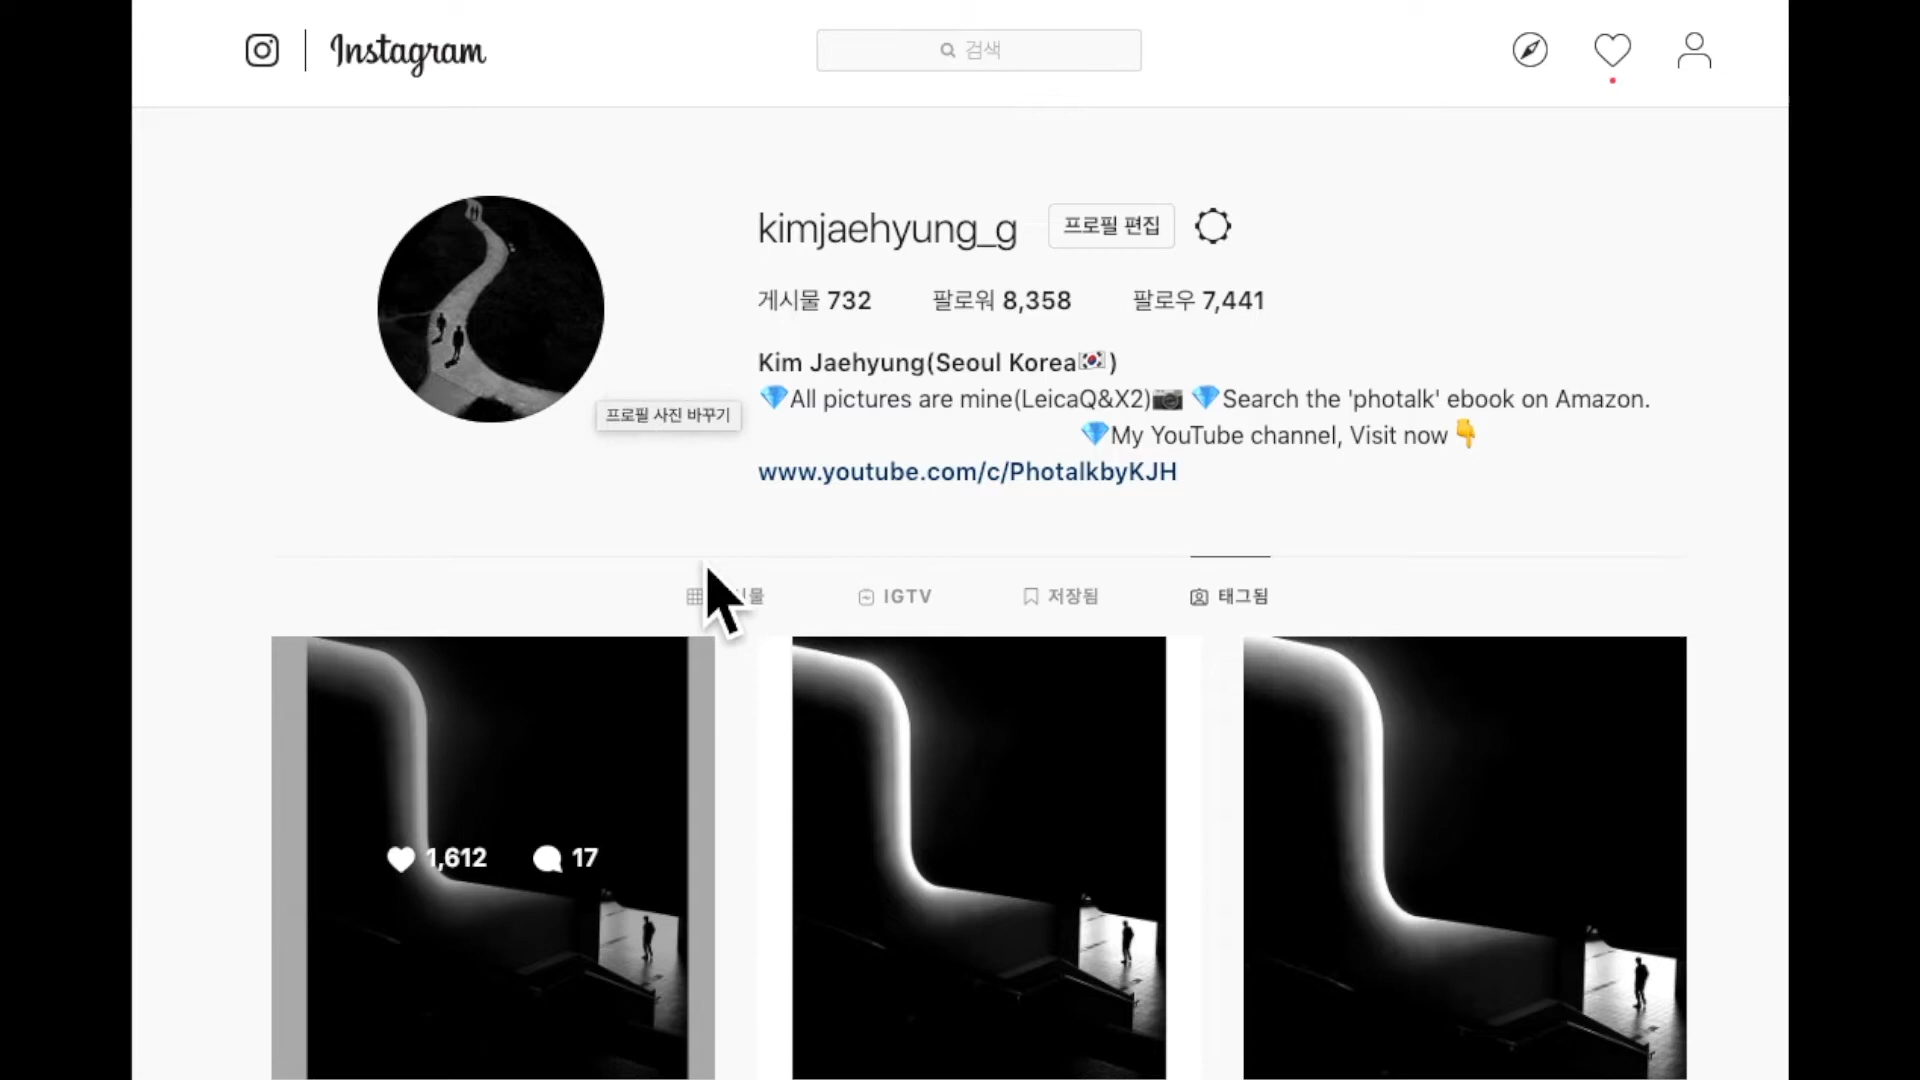 Instagram
검색
kimjaehyung_g 프로필 편집
게시물 732 팔로워 8,358 팔로우 7,441
Kim Jaehyung(Seoul Korea🇰🇷)
💎All pictures are mine(LeicaQ&X2)📷 💎Search the 'photalk' ebook on Amazon.
프로필 사진 바꾸기
💎My YouTube channel, Visit now👇
www.youtube.com/c/PhotalkbyKJH
IGTV 저장됨 태그됨
1,612 17